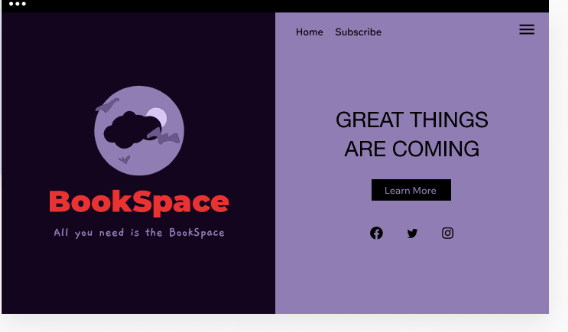 Home Subscribe
GREAT THINGS
ARE COMING
Learn More
BookSpace
All you need is the BookSpace